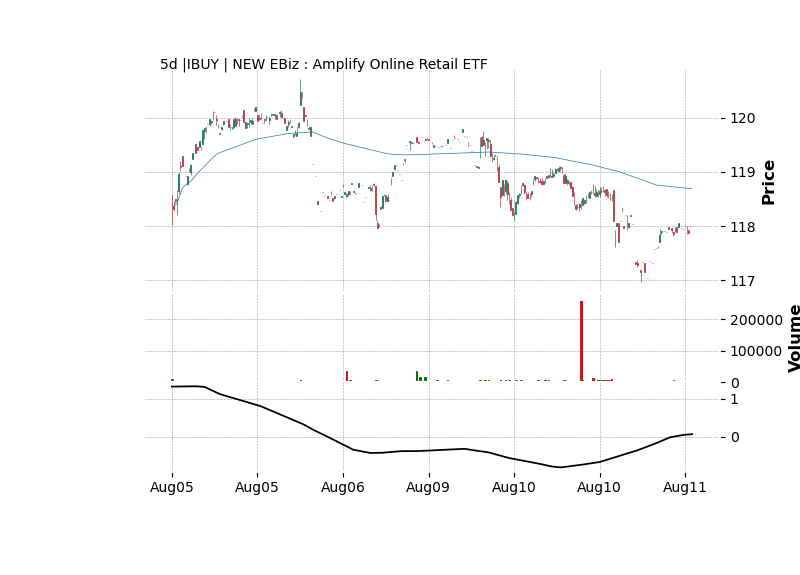 5d |IBUY | NEW EBiz : Amplify Online Retail ETF
120
119
118
117
Price
200000
100000
0
Volume
1
0
Aug05 Aug05 Aug06 Aug09 Aug10 Aug10 Aug11